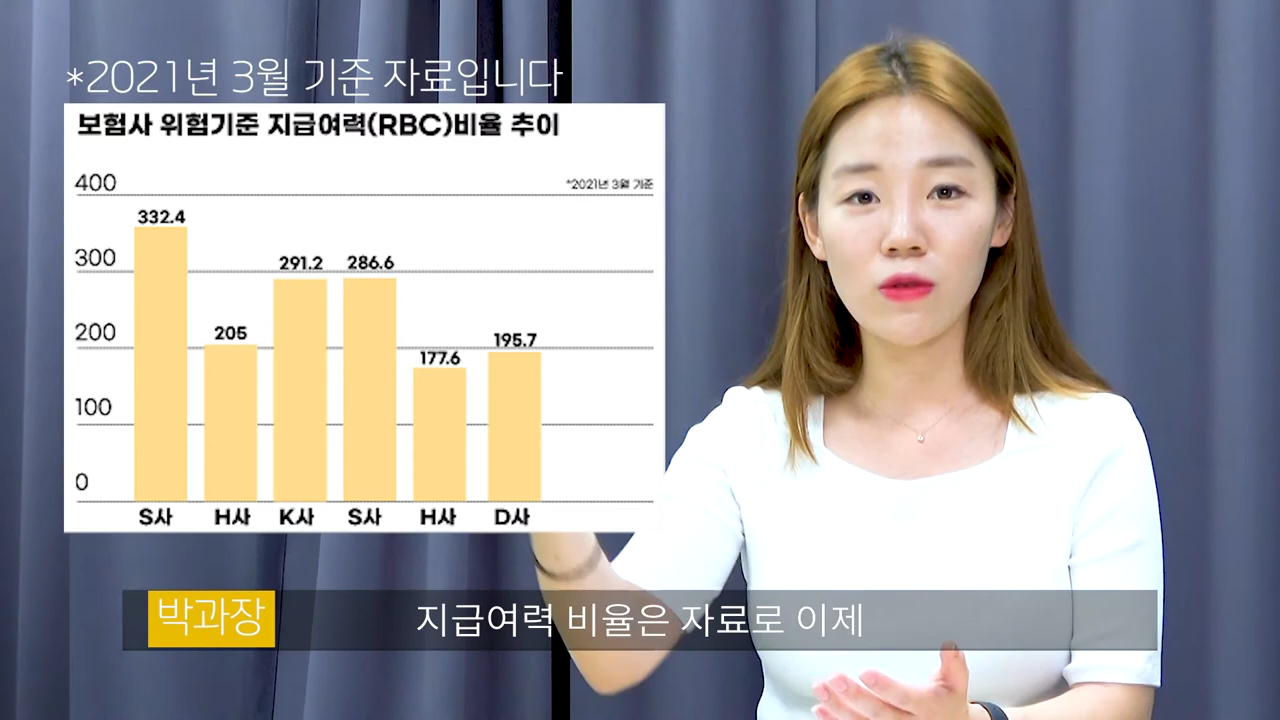 *2021년 3월 기준 자료입니다
보험사 위험기준 지급여력(RBC)비율 추이
*2021년 3월 기준
400
300
200
100
0
332.4
205
291.2
286.6
177.6
195.7
S사 H사 K사 S사 H사 D사
박과장 지급여력 비율은 자료로 이제